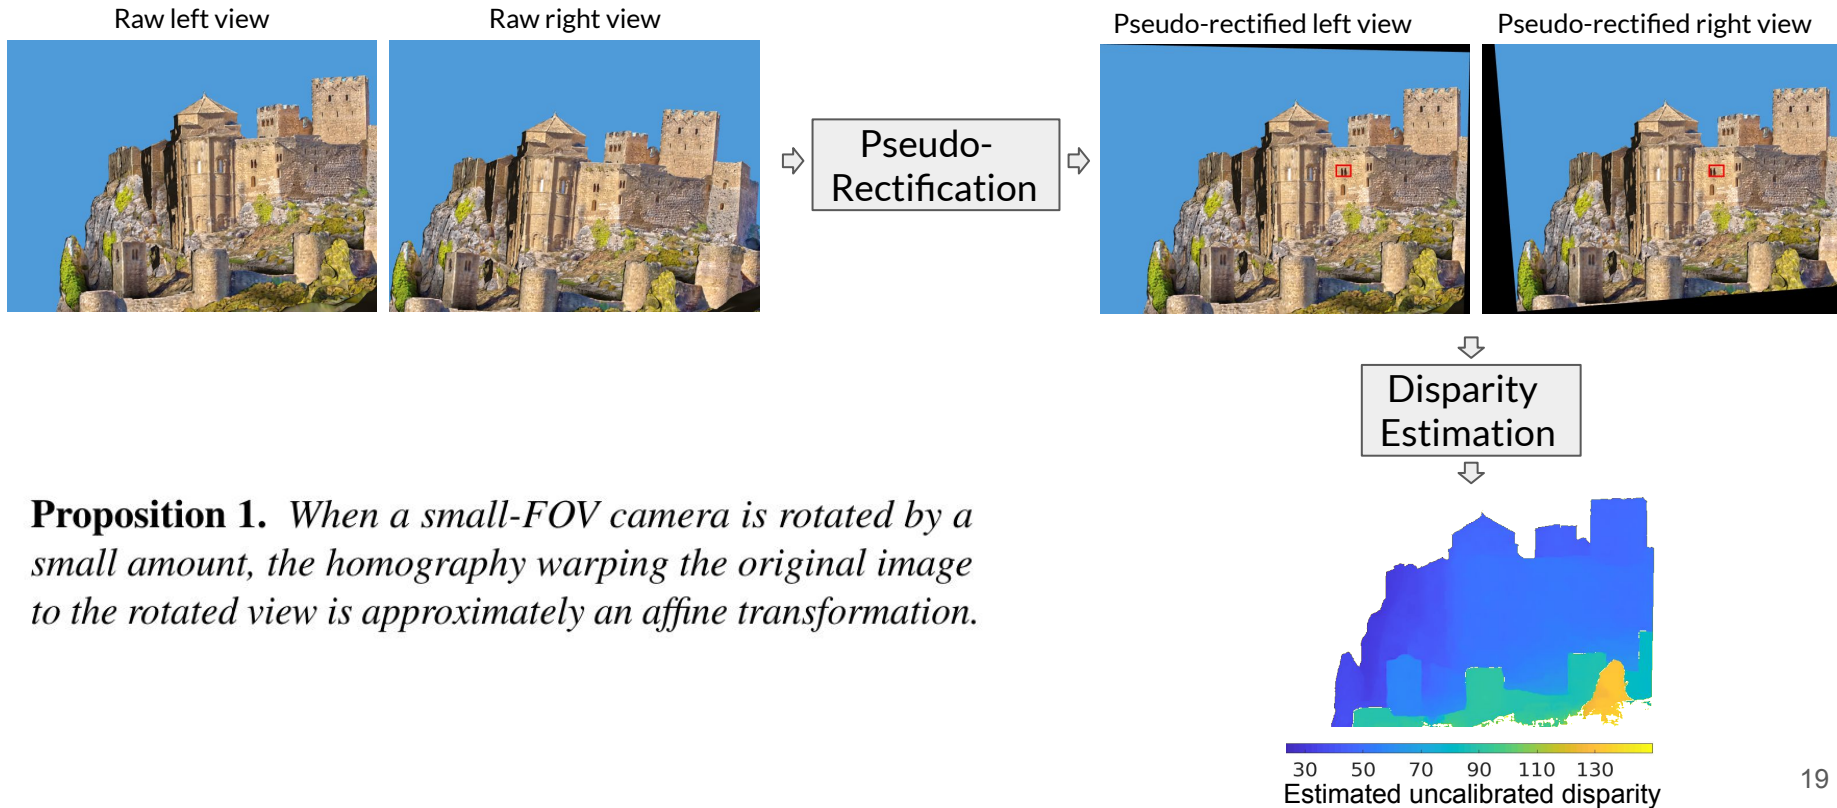 Raw left view
Raw right view
Pseudo-rectified left view
Pseudo-rectified right view
Pseudo-
Rectification
Disparity
Estimation
Proposition 1. When a small-FOV camera is rotated by a
small amount, the homography warping the original image
to the rotated view is approximately an affine transformation.
30 50 70 90 110 130
Estimated uncalibrated disparity
19